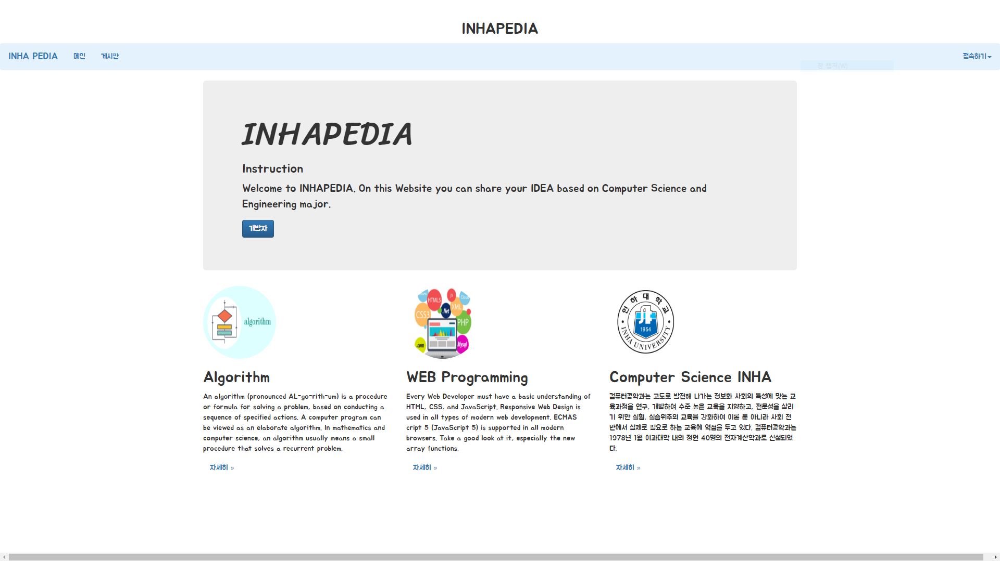 INHAPEDIA
INHA PEDIA 메인 게시판 접속하기
창 캡처(W)
INHAPEDIA
Instruction
Welcome to INHAPEDIA. On this Website you can share your IDEA based on Computer Science and
Engineering major.
개발자
algorithm
www HTML5 js Cloud
CSS3 .Net XML
PHP
.com Mysql
인하대학교
1954
INHA UNIVERSITY
Algorithm
An algorithm (pronounced AL-go-rith-um) is a procedure
or formula for solving a problem, based on conducting a
sequence of specified actions. A computer program can
be viewed as an elaborate algorithm. In mathematics and
computer science, an algorithm usually means a small
procedure that solves a recurrent problem.
자세히 »
WEB Programming
Every Web Developer must have a basic understanding of
HTML, CSS, and JavaScript. Responsive Web Design is
used in all types of modern web development. ECMAS
cript 5 (JavaScript 5) is supported in all modern
browsers. Take a good look at it, especially the new
array functions.
자세히 »
Computer Science INHA
컴퓨터공학과는 고도로 발전해 나가는 정보화 사회의 특성에 맞는 교
육과정을 연구, 개발하여 수준 높은 교육을 지향하고, 전문성을 살리
기 위한 실험, 실습위주의 교육을 강화하여 이론 뿐 아니라 사회 전
반에서 실제로 필요로 하는 교육에 역점을 두고 있다. 컴퓨터공학과는
1978년 1월 이과대학 내의 정원 40명의 전자계산학과로 신설되었
다.
자세히 »